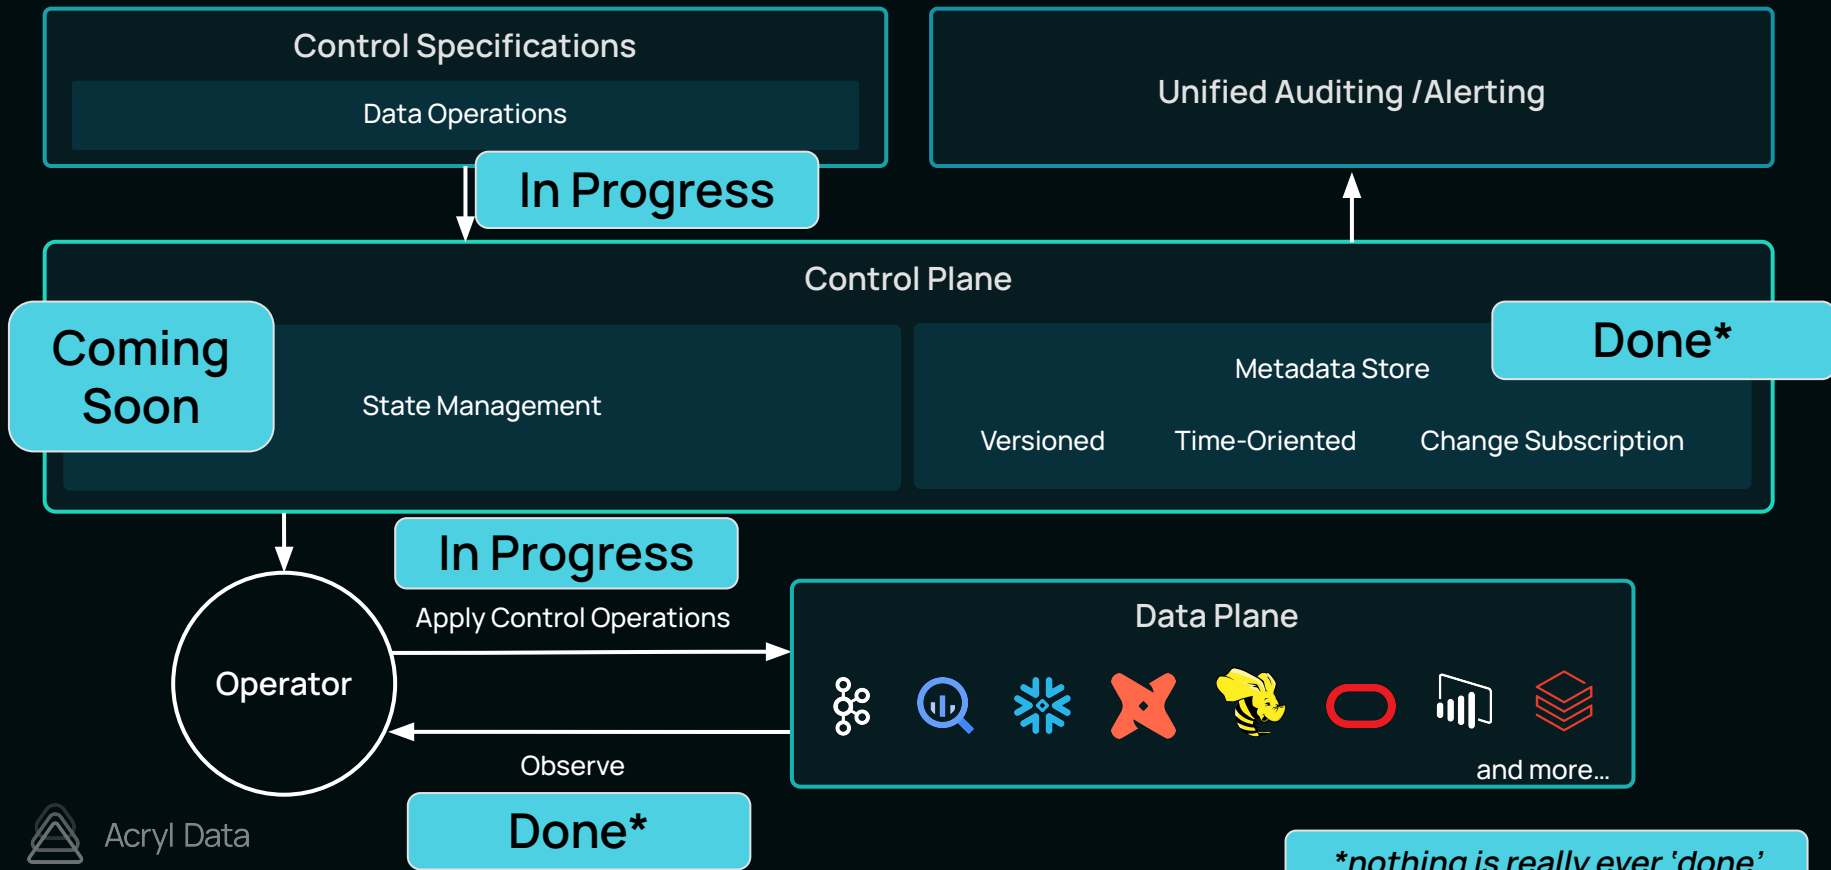 Control Specifications
Data Operations
In Progress
Unified Auditing /Alerting
Control Plane
Coming
Soon
State Management
Done*
Metadata Store
Versioned
Time-Oriented
Change Subscription
In Progress
Apply Control Operations
Operator
Observe
Done*
Data Plane
and more...
Acryl Data
*nothing is really ever ‘done’